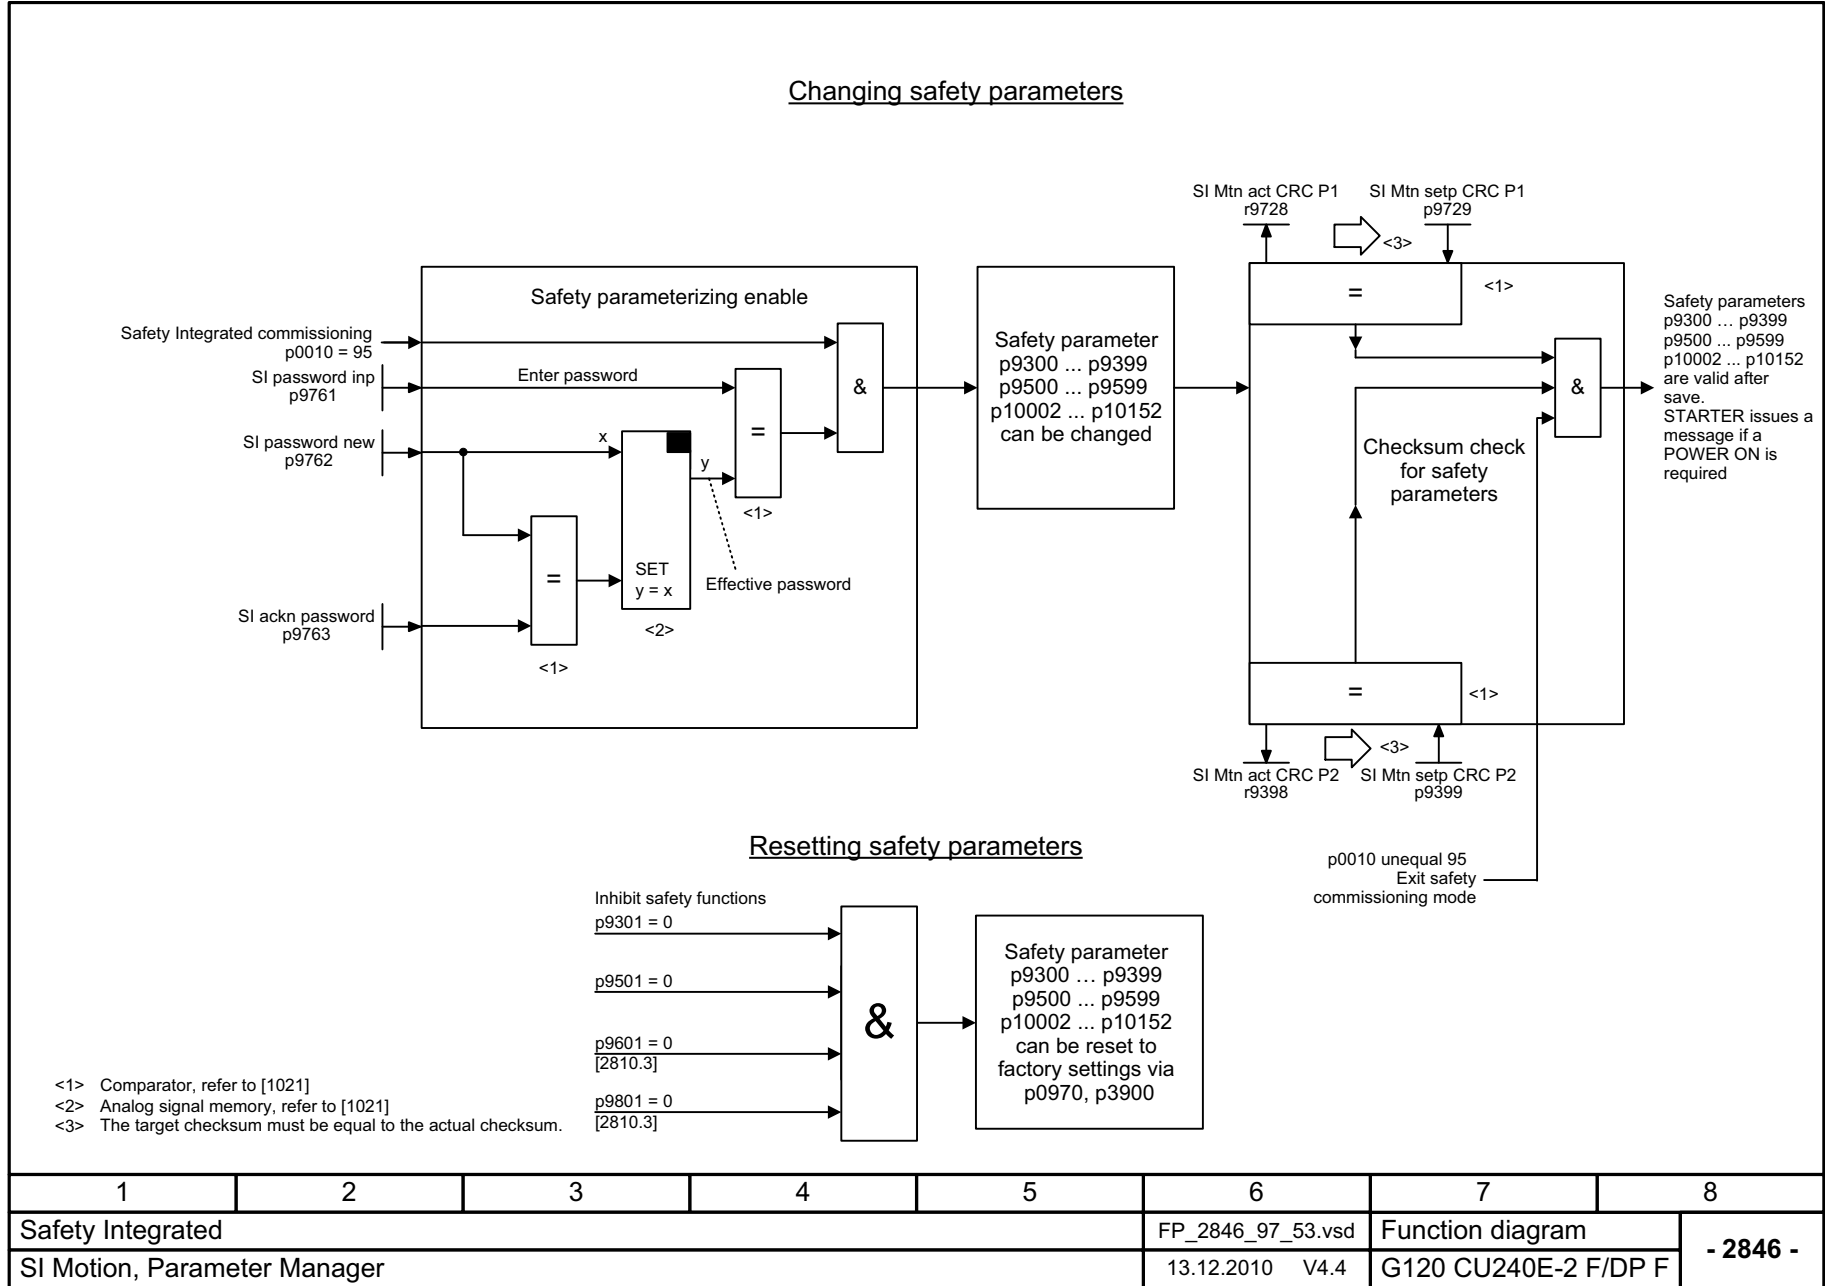 Changing safety parameters
SI Mtn act CRC P1
r9728
SI Mtn setp CRC P1
p9729
<3>
Safety parameterizing enable
Safety Integrated commissioning
p0010 = 95
SI password inp
p9761
Enter password
SI password new
p9762
x
y
=
<1>
&
=
SET
y = x
Effective password
<2>
SI ackn password
p9763
<1>
Safety parameter
p9300 ... p9399
p9500 ... p9599
p10002 ... p10152
can be changed
=
<1>
&
Checksum check
for safety
parameters
=
<1>
Safety parameters
p9300 … p9399
p9500 ... p9599
p10002 ... p10152
are valid after
save.
STARTER issues a
message if a
POWER ON is
required
<3>
SI Mtn act CRC P2
r9398
SI Mtn setp CRC P2
p9399
p0010 unequal 95
Exit safety
commissioning mode
Resetting safety parameters
Inhibit safety functions
p9301 = 0
p9501 = 0
p9601 = 0
[2810.3]
p9801 = 0
[2810.3]
&
Safety parameter
p9300 … p9399
p9500 ... p9599
p10002 ... p10152
can be reset to
factory settings via
p0970, p3900
<1> Comparator, refer to [1021]
<2> Analog signal memory, refer to [1021]
<3> The target checksum must be equal to the actual checksum.
1 2 3 4 5 6 7 8
Safety Integrated
FP_2846_97_53.vsd
Function diagram
- 2846 -
SI Motion, Parameter Manager
13.12.2010 V4.4
G120 CU240E-2 F/DP F